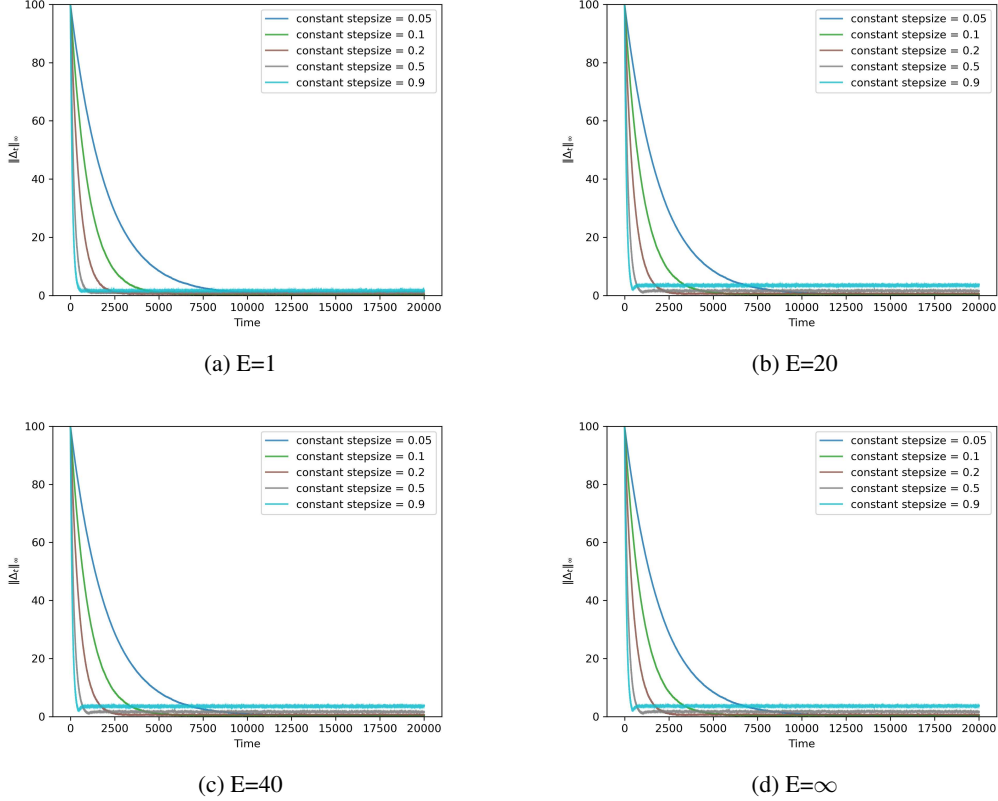 100
80
60
40
20
0
‖Δₜ‖∞
constant stepsize = 0.05
constant stepsize = 0.1
constant stepsize = 0.2
constant stepsize = 0.5
constant stepsize = 0.9
0 2500 5000 7500 10000 12500 15000 17500 20000
Time
(a) E=1
100
80
60
40
20
0
‖Δₜ‖∞
constant stepsize = 0.05
constant stepsize = 0.1
constant stepsize = 0.2
constant stepsize = 0.5
constant stepsize = 0.9
0 2500 5000 7500 10000 12500 15000 17500 20000
Time
(b) E=20
100
80
60
40
20
0
‖Δₜ‖∞
constant stepsize = 0.05
constant stepsize = 0.1
constant stepsize = 0.2
constant stepsize = 0.5
constant stepsize = 0.9
0 2500 5000 7500 10000 12500 15000 17500 20000
Time
(c) E=40
100
80
60
40
20
0
‖Δₜ‖∞
constant stepsize = 0.05
constant stepsize = 0.1
constant stepsize = 0.2
constant stepsize = 0.5
constant stepsize = 0.9
0 2500 5000 7500 10000 12500 15000 17500 20000
Time
(d) E=∞